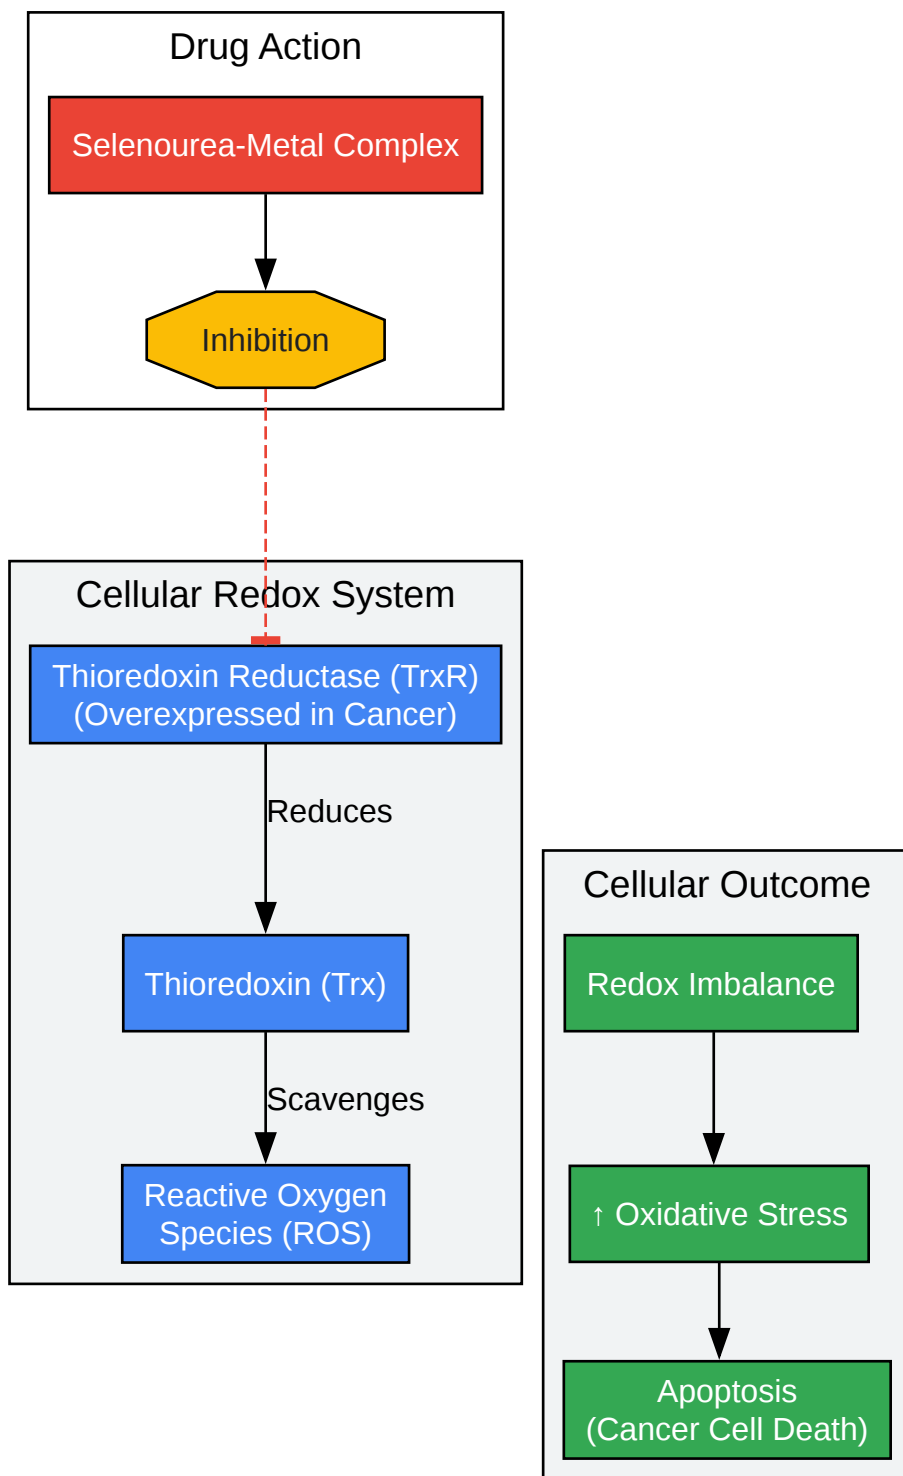 Drug Action
Selenourea-Metal Complex
Inhibition
Cellular Redox System
Thioredoxin Reductase (TrxR)
(Overexpressed in Cancer)
Reduces
Thioredoxin (Trx)
Scavenges
Reactive Oxygen
Species (ROS)
Cellular Outcome
Redox Imbalance
↑ Oxidative Stress
Apoptosis
(Cancer Cell Death)